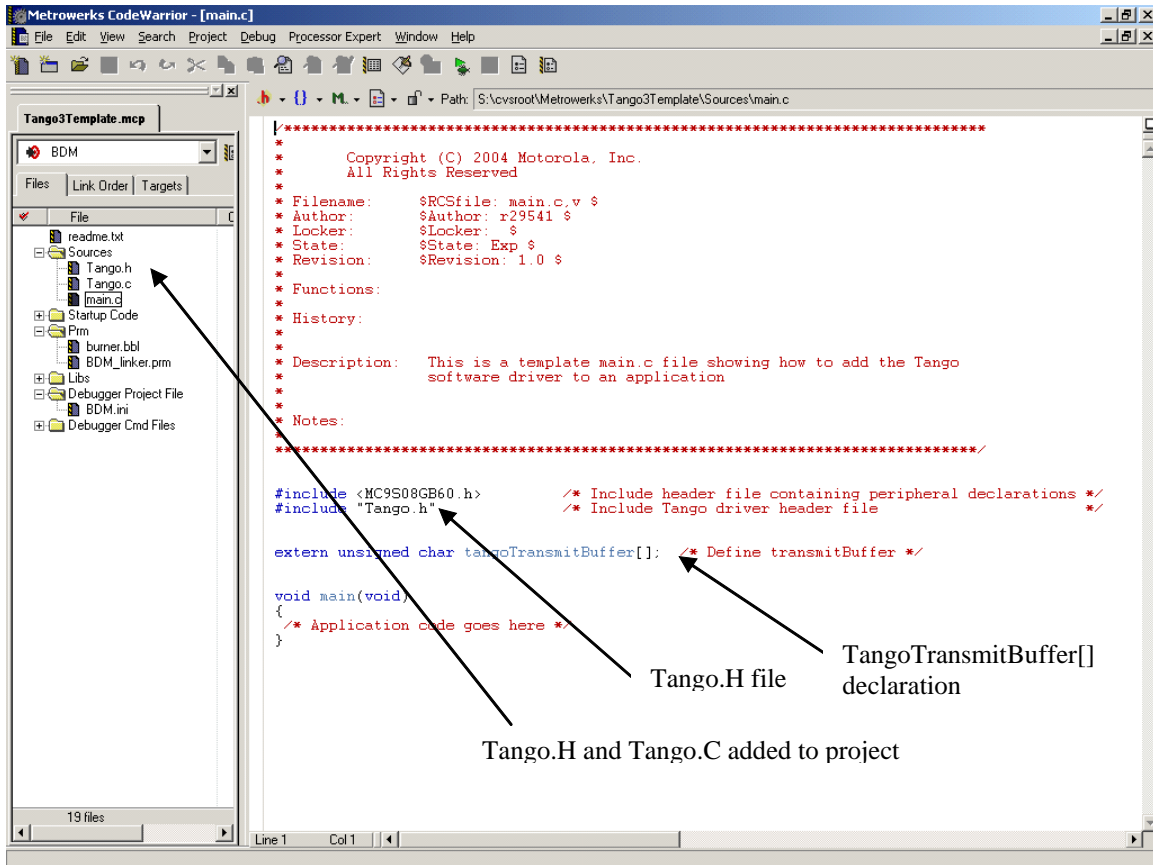 Metrowerks CodeWarrior - [main.c]
File Edit View Search Project Debug Processor Expert Window Help
Path: S:\cvsroot\Metrowerks\Tango3Template\Sources\main.c
Tango3Template.mcp
BDM
Files Link Order Targets
File C
readme.txt
Sources
Tango.h
Tango.c
main.c
Startup Code
Prm
burner.bbl
BDM_linker.prm
Libs
Debugger Project File
BDM.ini
Debugger Cmd Files
19 files
/******************************************************************************
*
* Copyright (C) 2004 Motorola, Inc.
* All Rights Reserved
*
* Filename: $RCSfile: main.c,v $
* Author: $Author: r29541 $
* Locker: $Locker: $
* State: $State: Exp $
* Revision: $Revision: 1.0 $
*
* Functions:
*
* History:
*
*
* Description: This is a template main.c file showing how to add the Tango
* software driver to an application
*
*
* Notes:
*
******************************************************************************/
#include <MC9S08GB60.h> /* Include header file containing peripheral declarations */
#include "Tango.h" /* Include Tango driver header file */
extern unsigned char tangoTransmitBuffer[]; /* Define transmitBuffer */
void main(void)
{
/* Application code goes here */
}
TangoTransmitBuffer[]
declaration
Tango.H file
Tango.H and Tango.C added to project
Line 1 Col 1